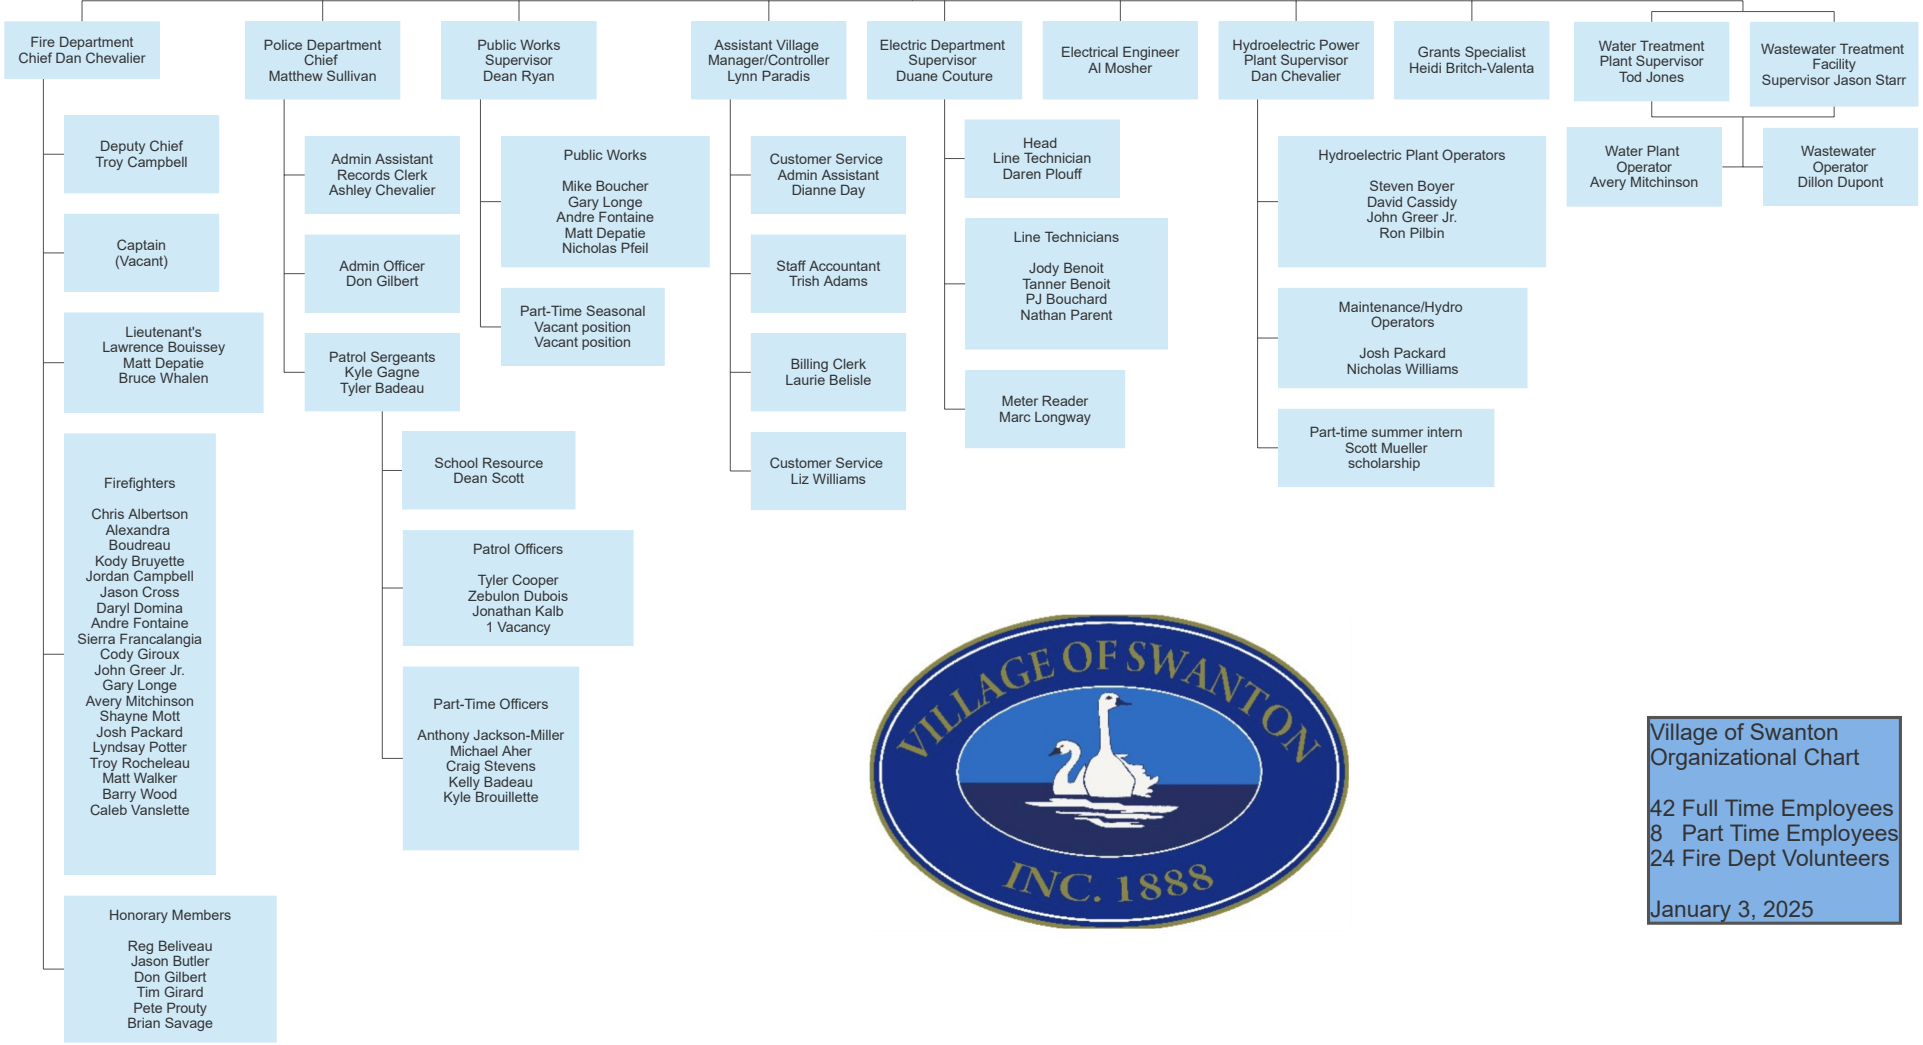 Fire Department
Chief Dan Chevalier
Deputy Chief
Troy Campbell
Captain
(Vacant)
Lieutenant's
Lawrence Bouissey
Matt Depatie
Bruce Whalen
Firefighters
Chris Albertson
Alexandra
Boudreau
Kody Bruyette
Jordan Campbell
Jason Cross
Daryl Domina
Andre Fontaine
Sierra Francalangia
Cody Giroux
John Greer Jr.
Gary Longe
Avery Mitchinson
Shayne Mott
Josh Packard
Lyndsay Potter
Troy Rocheleau
Matt Walker
Barry Wood
Caleb Vanslette
Honorary Members
Reg Beliveau
Jason Butler
Don Gilbert
Tim Girard
Pete Prouty
Brian Savage
Police Department
Chief
Matthew Sullivan
Admin Assistant
Records Clerk
Ashley Chevalier
Admin Officer
Don Gilbert
Patrol Sergeants
Kyle Gagne
Tyler Badeau
School Resource
Dean Scott
Patrol Officers
Tyler Cooper
Zebulon Dubois
Jonathan Kalb
1 Vacancy
Part-Time Officers
Anthony Jackson-Miller
Michael Aher
Craig Stevens
Kelly Badeau
Kyle Brouillette
Public Works
Supervisor
Dean Ryan
Public Works
Mike Boucher
Gary Longe
Andre Fontaine
Matt Depatie
Nicholas Pfeil
Part-Time Seasonal
Vacant position
Vacant position
Assistant Village
Manager/Controller
Lynn Paradis
Customer Service
Admin Assistant
Dianne Day
Staff Accountant
Trish Adams
Billing Clerk
Laurie Belisle
Customer Service
Liz Williams
Electric Department
Supervisor
Duane Couture
Head
Line Technician
Daren Plouff
Line Technicians
Jody Benoit
Tanner Benoit
PJ Bouchard
Nathan Parent
Meter Reader
Marc Longway
Electrical Engineer
Al Mosher
Hydroelectric Power
Plant Supervisor
Dan Chevalier
Hydroelectric Plant Operators
Steven Boyer
David Cassidy
John Greer Jr.
Ron Pilbin
Maintenance/Hydro
Operators
Josh Packard
Nicholas Williams
Part-time summer intern
Scott Mueller
scholarship
Grants Specialist
Heidi Britch-Valenta
Water Treatment
Plant Supervisor
Tod Jones
Wastewater Treatment
Facility
Supervisor Jason Starr
Water Plant
Operator
Avery Mitchinson
Wastewater
Operator
Dillon Dupont
VILLAGE OF SWANTON
INC. 1888
Village of Swanton
Organizational Chart
42 Full Time Employees
8 Part Time Employees
24 Fire Dept Volunteers
January 3, 2025